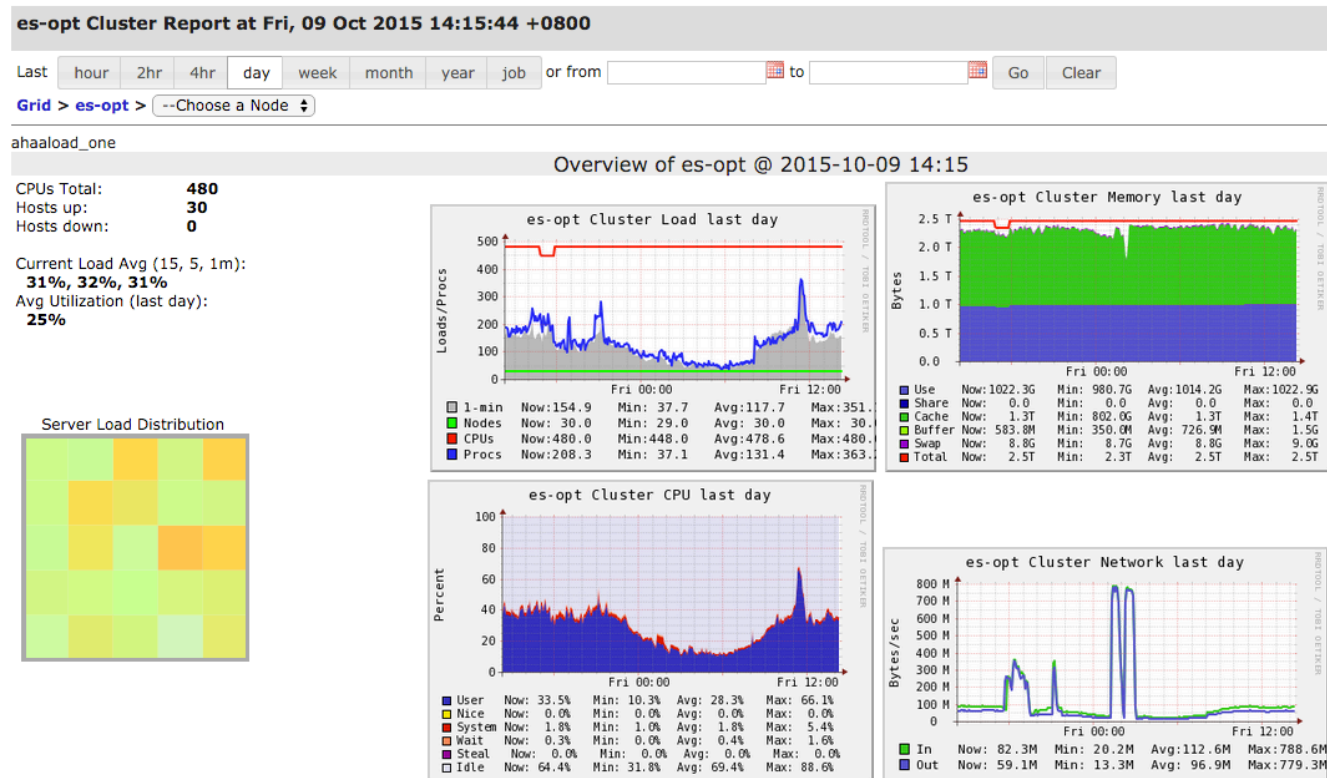 es-opt Cluster Report at Fri, 09 Oct 2015 14:15:44 +0800
Last hour 2hr 4hr day week month year job or from to Go Clear
Grid > es-opt > --Choose a Node
ahaaload_one
Overview of es-opt @ 2015-10-09 14:15
CPUs Total: 480
Hosts up: 30
Hosts down: 0
Current Load Avg (15, 5, 1m):
31%, 32%, 31%
Avg Utilization (last day):
25%
Server Load Distribution
es-opt Cluster Load last day
RRDTOOL / TOBI OETIKER
Loads/Procs
500
400
300
200
100
0
Fri 00:00 Fri 12:00
1-min Now:154.9 Min: 37.7 Avg:117.7 Max:351.
Nodes Now: 30.0 Min: 29.0 Avg: 30.0 Max: 30.
CPUs Now:480.0 Min:448.0 Avg:478.6 Max:480.
Procs Now:208.3 Min: 37.1 Avg:131.4 Max:363.
es-opt Cluster Memory last day
RRDTOOL / TOBI OETIKER
Bytes
2.5 T
2.0 T
1.5 T
1.0 T
0.5 T
0.0
Fri 00:00 Fri 12:00
Use Now:1022.3G Min: 980.7G Avg:1014.2G Max:1022.9G
Share Now: 0.0 Min: 0.0 Avg: 0.0 Max: 0.0
Cache Now: 1.3T Min: 802.0G Avg: 1.3T Max: 1.4T
Buffer Now: 583.8M Min: 350.0M Avg: 726.9M Max: 1.5G
Swap Now: 8.8G Min: 8.7G Avg: 8.8G Max: 9.0G
Total Now: 2.5T Min: 2.3T Avg: 2.5T Max: 2.5T
es-opt Cluster CPU last day
RRDTOOL / TOBI OETIKER
Percent
100
80
60
40
20
0
Fri 00:00 Fri 12:00
User Now: 33.5% Min: 10.3% Avg: 28.3% Max: 66.1%
Nice Now: 0.0% Min: 0.0% Avg: 0.0% Max: 0.0%
System Now: 1.8% Min: 1.0% Avg: 1.8% Max: 5.4%
Wait Now: 0.3% Min: 0.0% Avg: 0.4% Max: 1.6%
Steal Now: 0.0% Min: 0.0% Avg: 0.0% Max: 0.0%
Idle Now: 64.4% Min: 31.8% Avg: 69.4% Max: 88.6%
es-opt Cluster Network last day
RRDTOOL / TOBI OETIKER
Bytes/sec
800 M
700 M
600 M
500 M
400 M
300 M
200 M
100 M
0
Fri 00:00 Fri 12:00
In Now: 82.3M Min: 20.2M Avg:112.6M Max:788.6M
Out Now: 59.1M Min: 13.3M Avg: 96.9M Max:779.3M